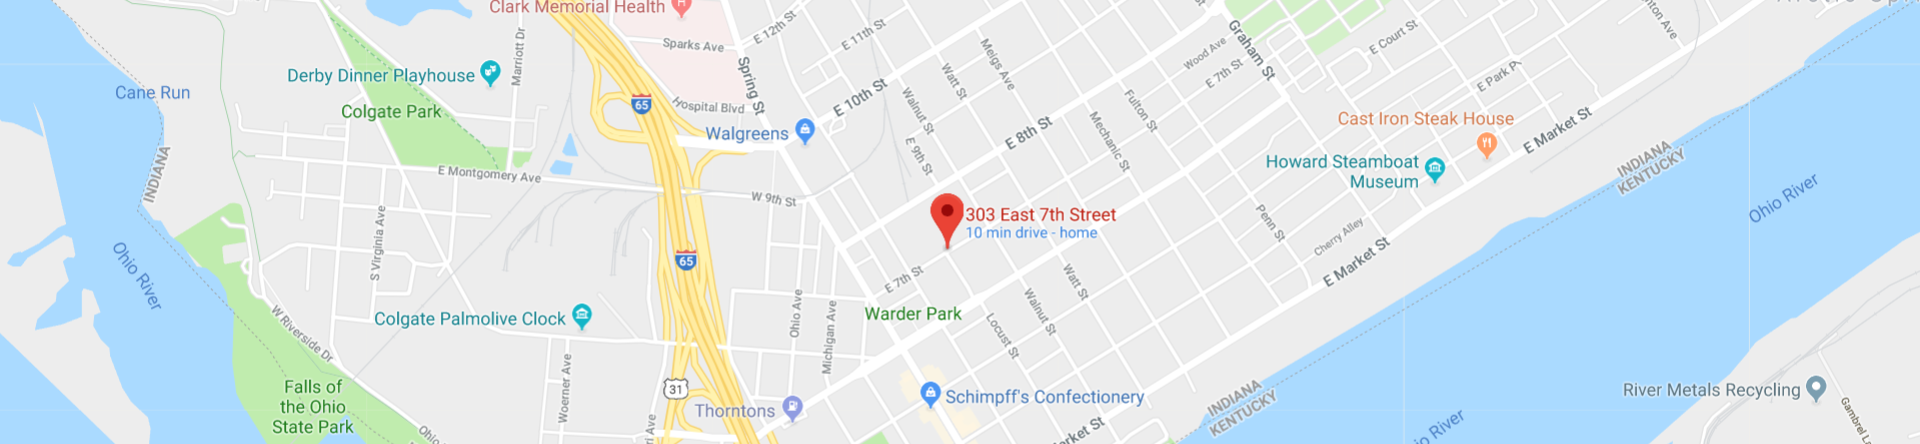 Clark Memorial Health
H
E 12th St
E 11th St
Sparks Ave
Marriott Dr
Spring St
Derby Dinner Playhouse
Cane Run
Colgate Park
65
Hospital Blvd
E 10th St
Walgreens
Walnut St
Watt St
Meigs Ave
Wood Ave
E 7th St
Graham St
E Court St
E Park Pl
Fulton St
Mechanic St
E 8th St
E 9th St
Cast Iron Steak House
E Market St
Howard Steamboat
Museum
INDIANA
KENTUCKY
Ohio River
INDIANA
E Montgomery Ave
W 9th St
S Virginia Ave
303 East 7th Street
10 min drive - home
Penn St
Cherry Alley
E Market St
Ohio River
65
E 7th St
Watt St
Walnut St
Locust St
Warder Park
Ohio Ave
Michigan Ave
Colgate Palmolive Clock
W Riverside Dr
Woerner Ave
31
Falls of
the Ohio
State Park
Thorntons
Schimpff's Confectionery
INDIANA
KENTUCKY
River Metals Recycling